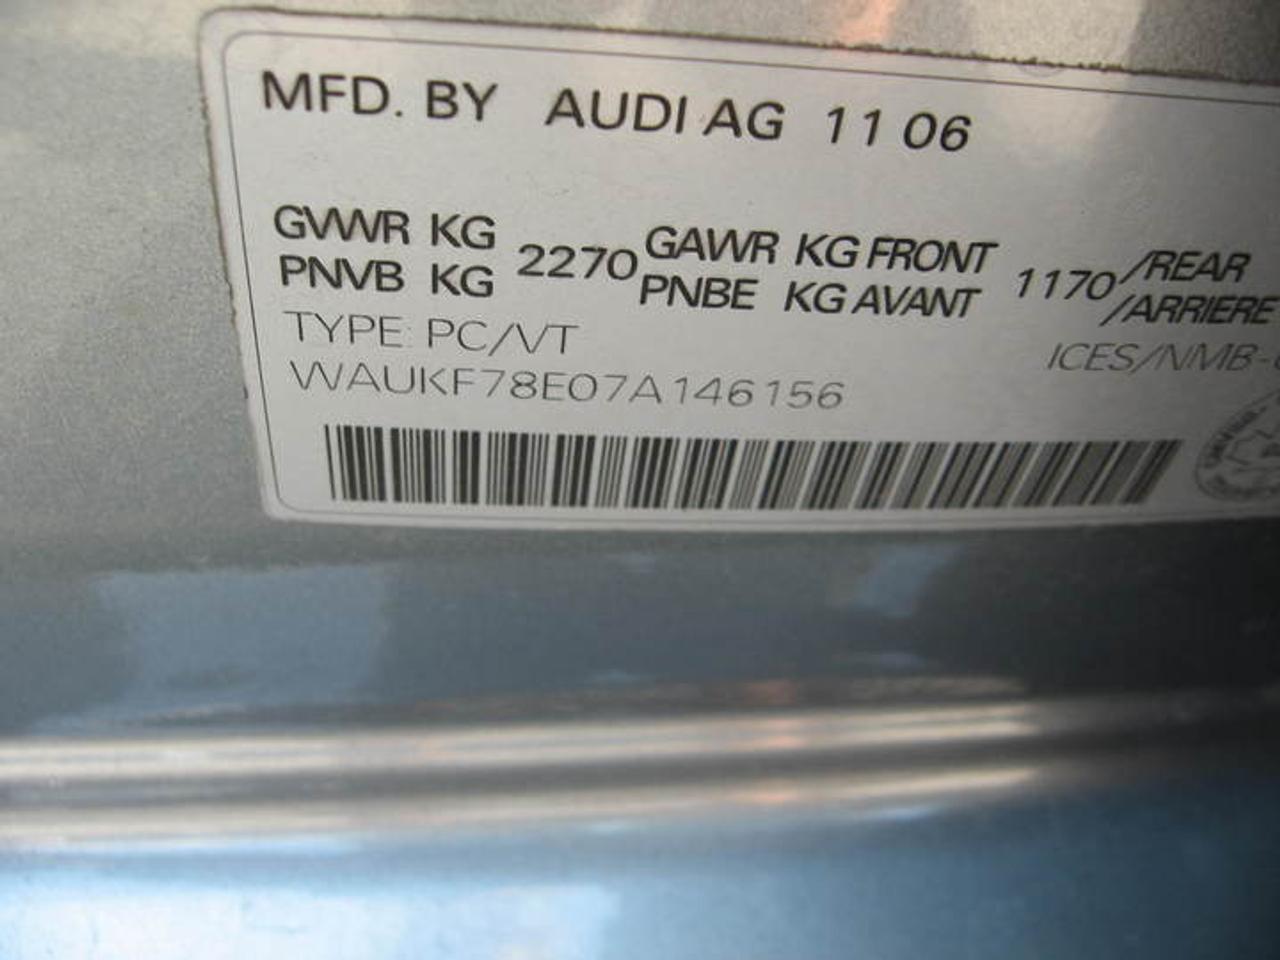 MFD. BY AUDI AG 11 06
GVWR KG 2270 GAWR KG FRONT 1170 /REAR
PNVB KG PNBE KG AVANT /ARRIERE
TYPE: PC/VT
ICES/NMB-
WAUKF78E07A146156